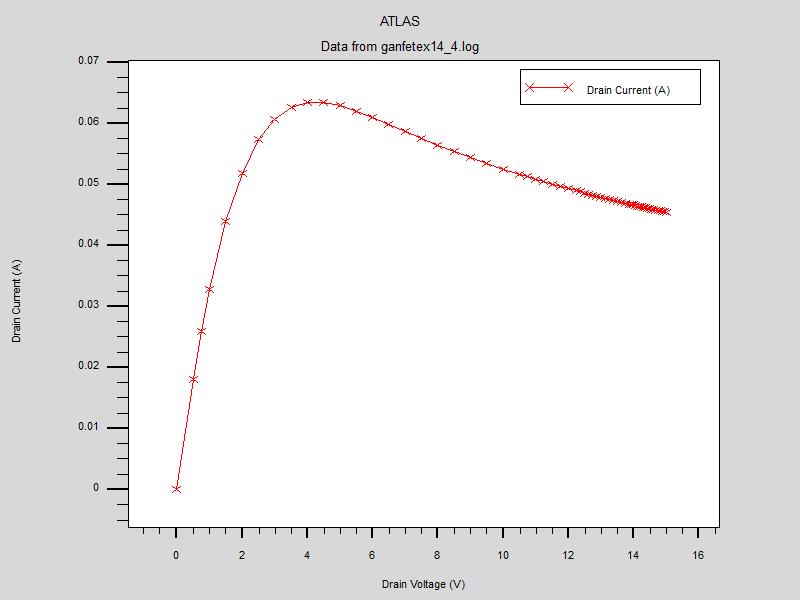 ATLAS
Data from ganfetex14_4.log
Drain Current (A)
0.07
0.06
0.05
0.04
0.03
0.02
0.01
0
Drain Current (A)
0 2 4 6 8 10 12 14 16
Drain Voltage (V)